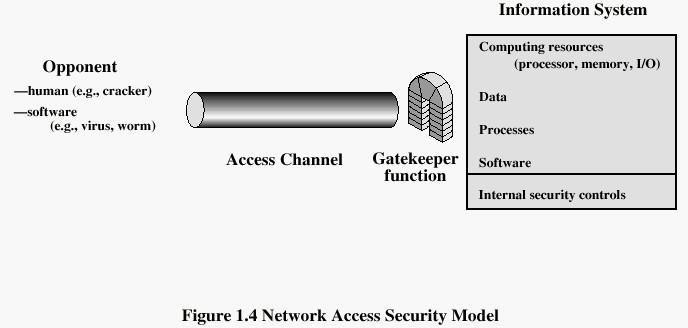 Information System
Opponent
—human (e.g., cracker)
—software
(e.g., virus, worm)
Access Channel
Gatekeeper
function
Computing resources
(processor, memory, I/O)
Data
Processes
Software
Internal security controls
Figure 1.4 Network Access Security Model